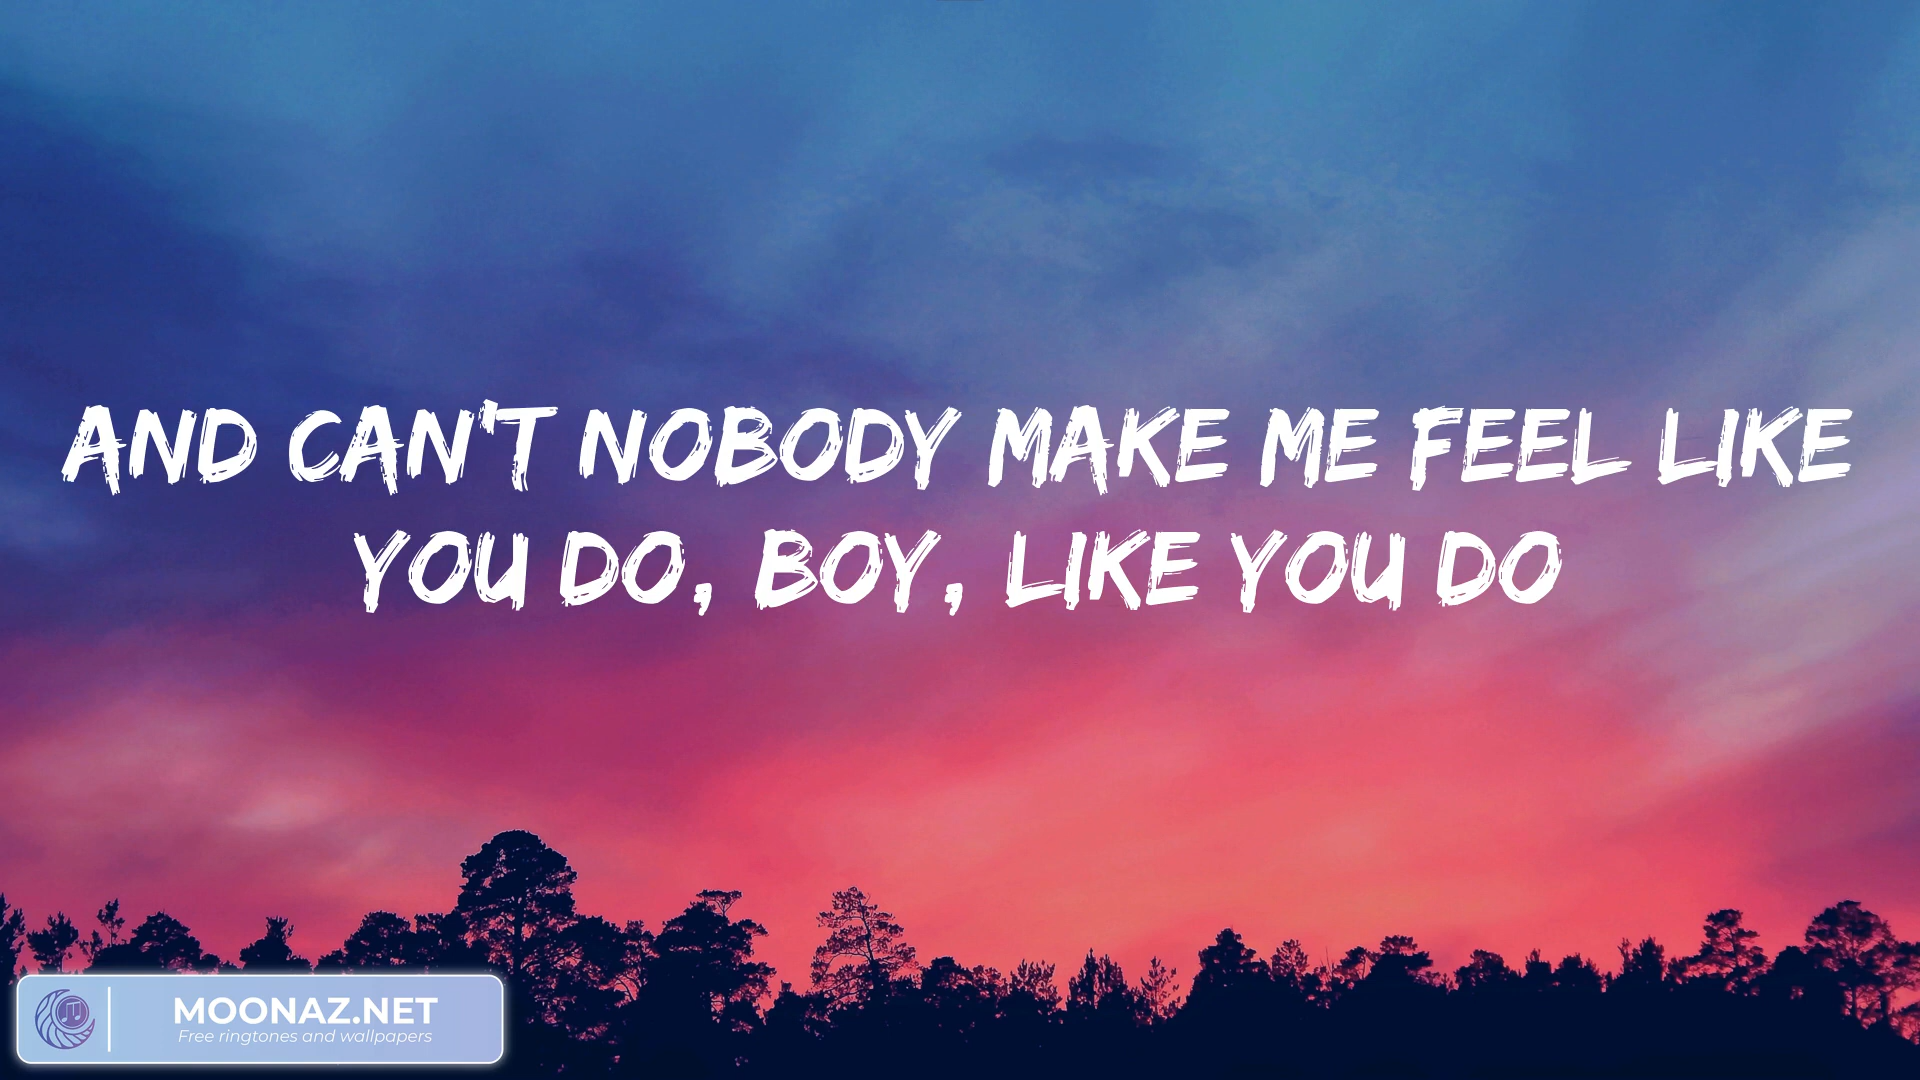 AND CAN'T NOBODY MAKE ME FEEL LIKE
YOU DO, BOY, LIKE YOU DO
MOONAZ.NET
Free ringtones and wallpapers